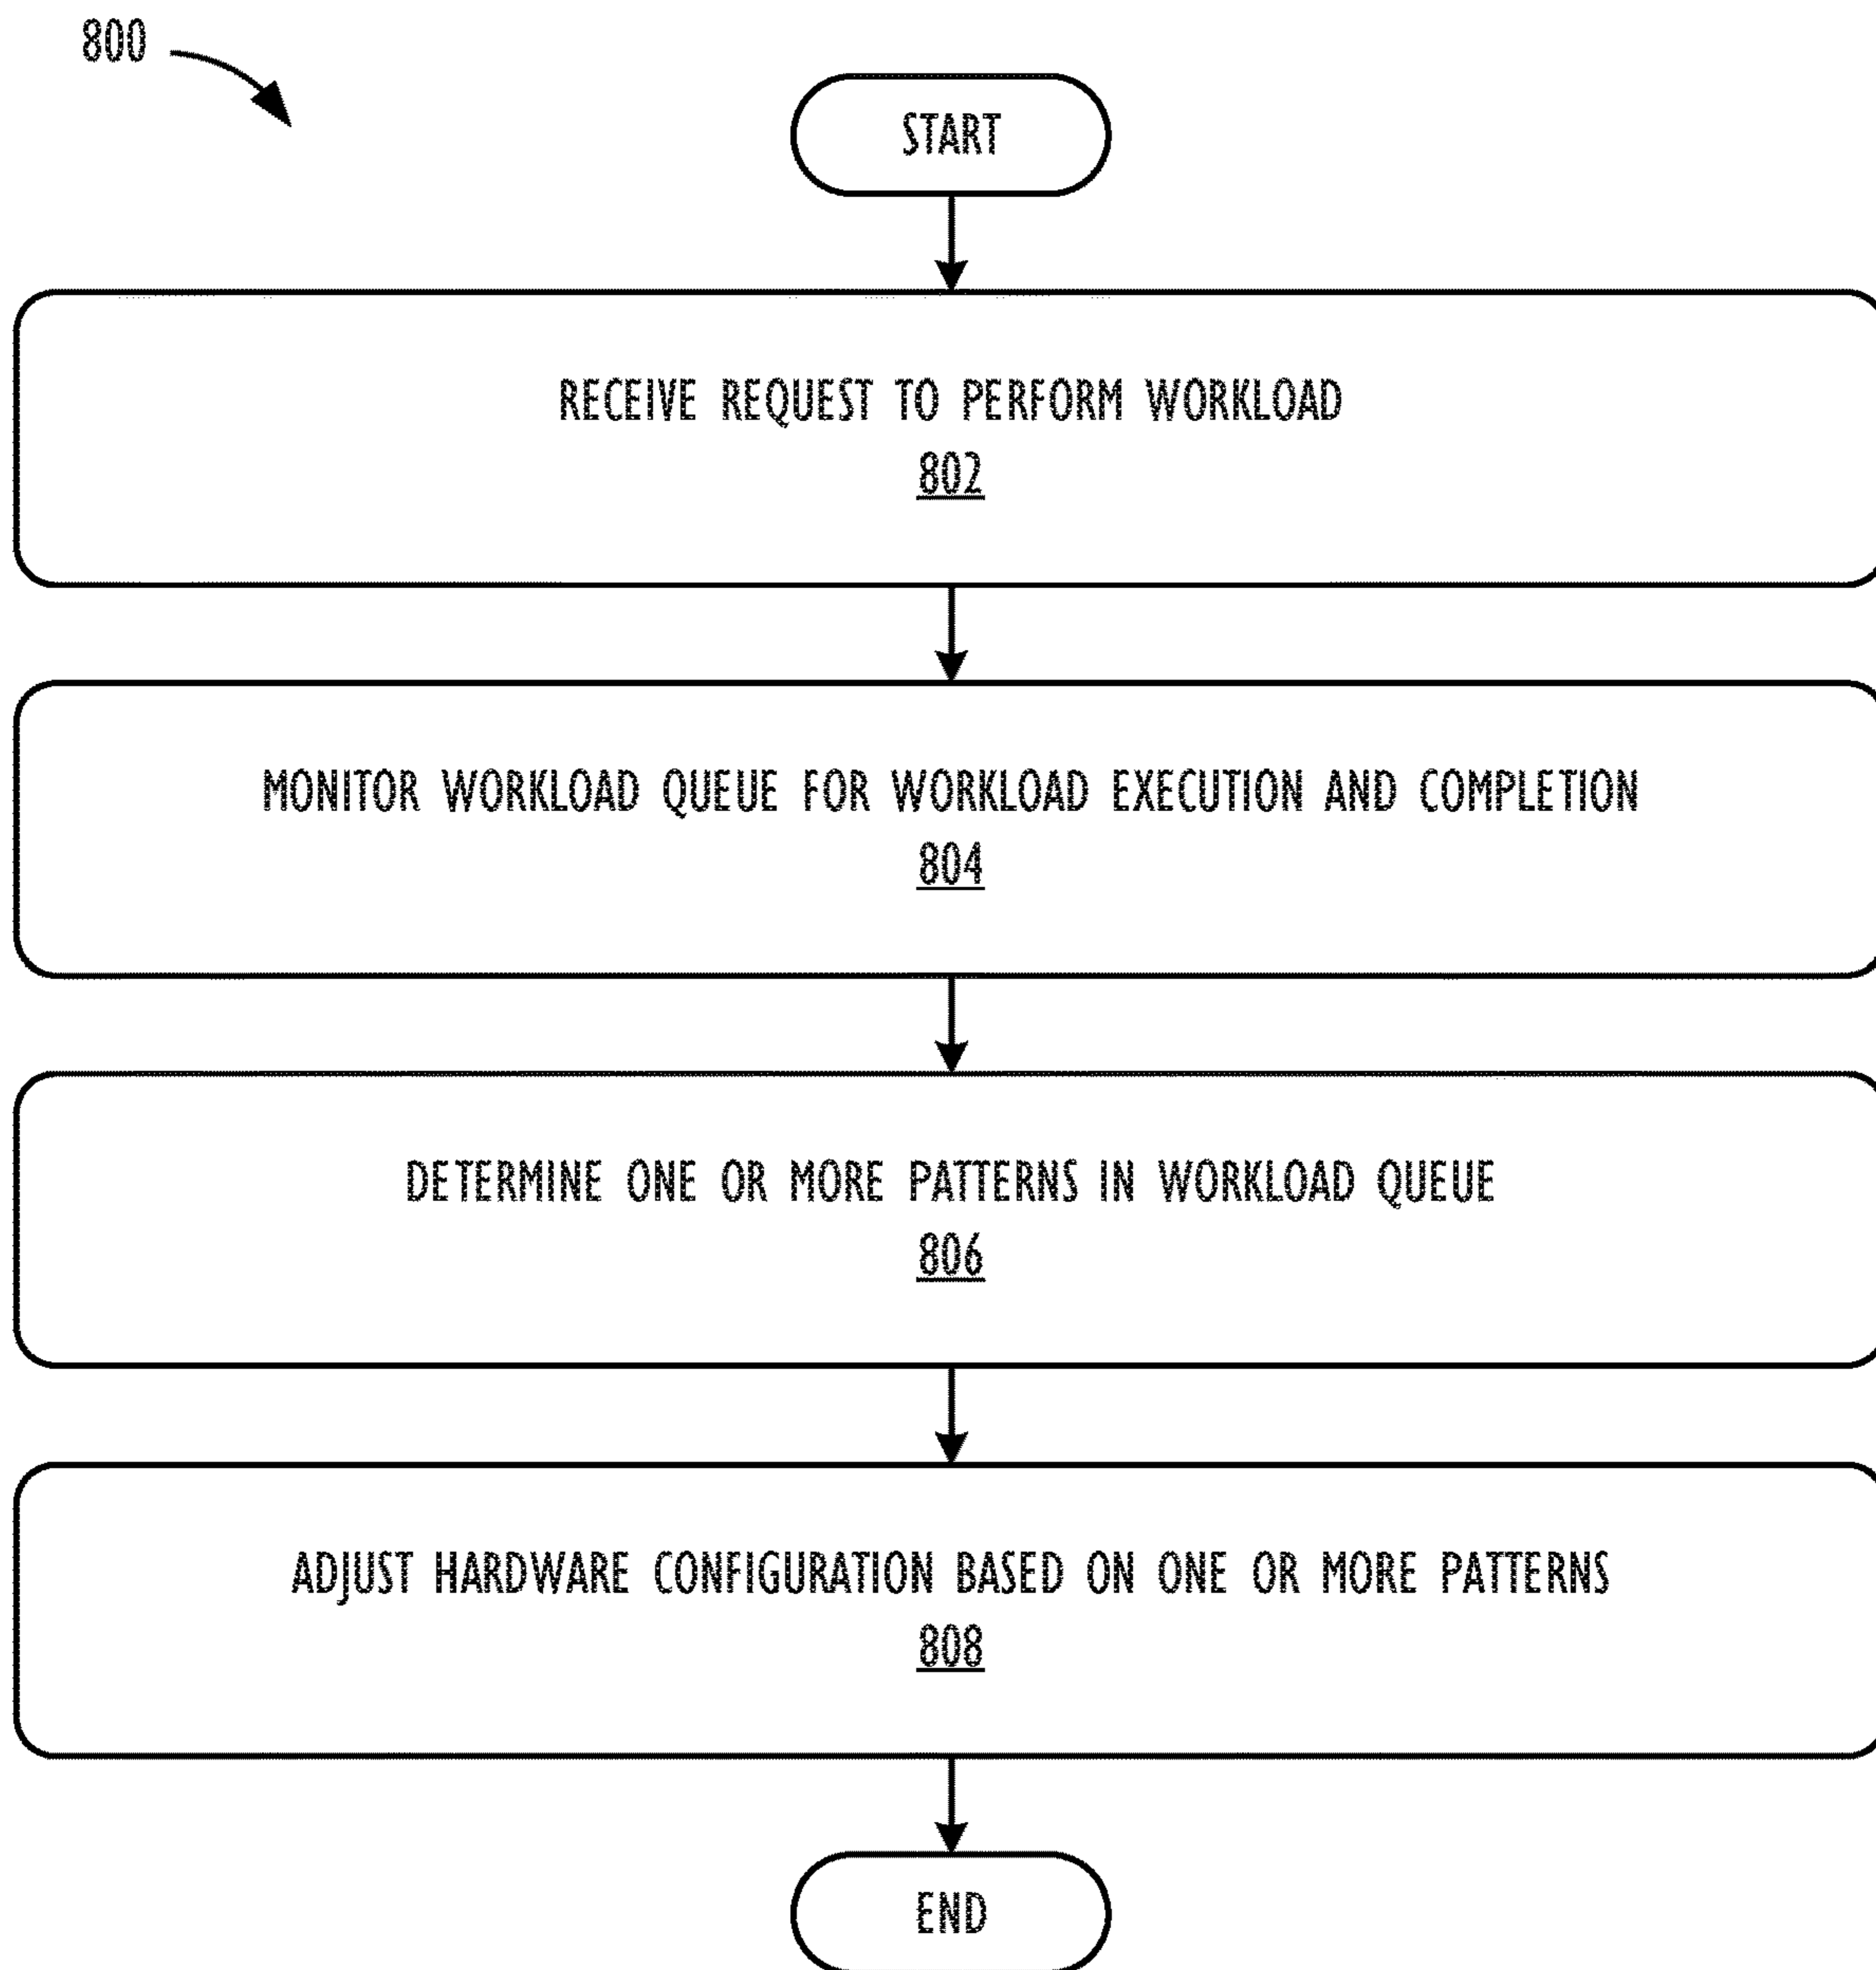 800
START
RECEIVE REQUEST TO PERFORM WORKLOAD
802
MONITOR WORKLOAD QUEUE FOR WORKLOAD EXECUTION AND COMPLETION
804
DETERMINE ONE OR MORE PATTERNS IN WORKLOAD QUEUE
806
ADJUST HARDWARE CONFIGURATION BASED ON ONE OR MORE PATTERNS
808
END